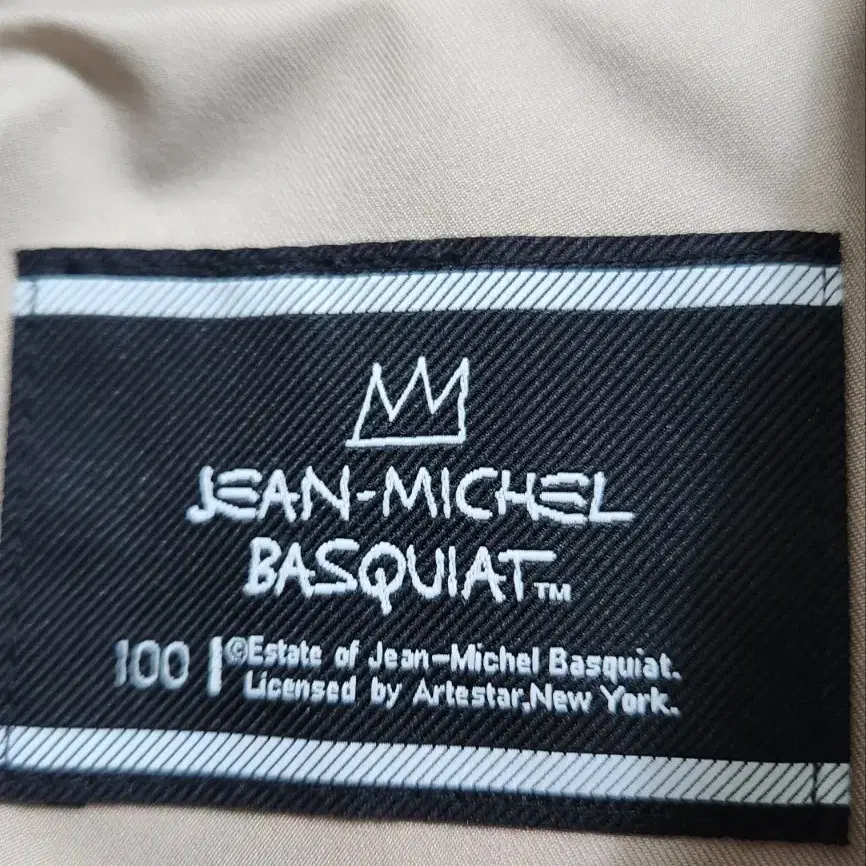 JEAN-MICHEL
BASQUIAT™
100 | ©Estate of Jean-Michel Basquiat.
Licensed by Artestar,New York.